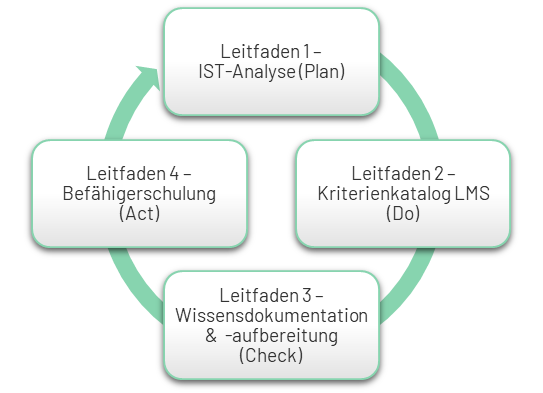 Leitfaden 1 –
IST-Analyse (Plan)
Leitfaden 2 –
Kriterienkatalog LMS
(Do)
Leitfaden 3 –
Wissensdokumentation
& -aufbereitung
(Check)
Leitfaden 4 –
Befähigerschulung
(Act)